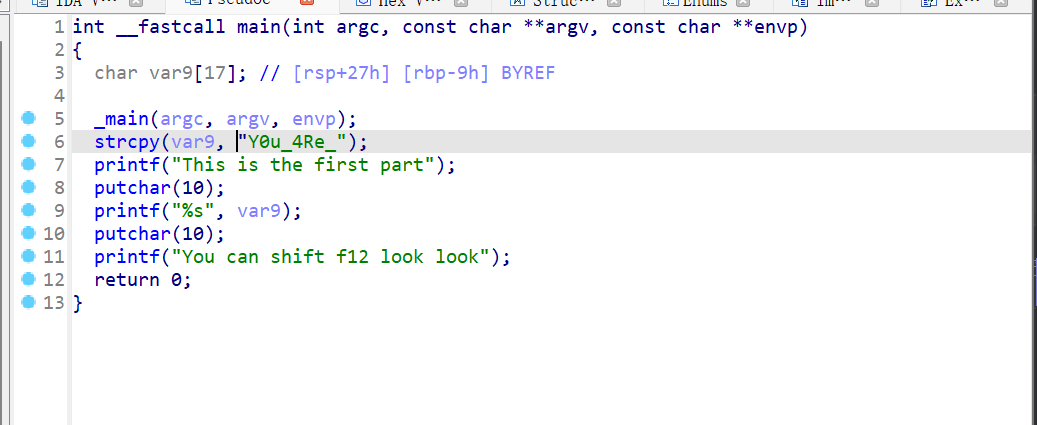 IDA V··· Pseudoc Hex V··· Struc··· Enums Im··· Ex···
1 int __fastcall main(int argc, const char **argv, const char **envp)
2 {
3   char var9[17]; // [rsp+27h] [rbp-9h] BYREF
4
5   _main(argc, argv, envp);
6   strcpy(var9, "Y0u_4Re_");
7   printf("This is the first part");
8   putchar(10);
9   printf("%s", var9);
10   putchar(10);
11   printf("You can shift f12 look look");
12   return 0;
13 }